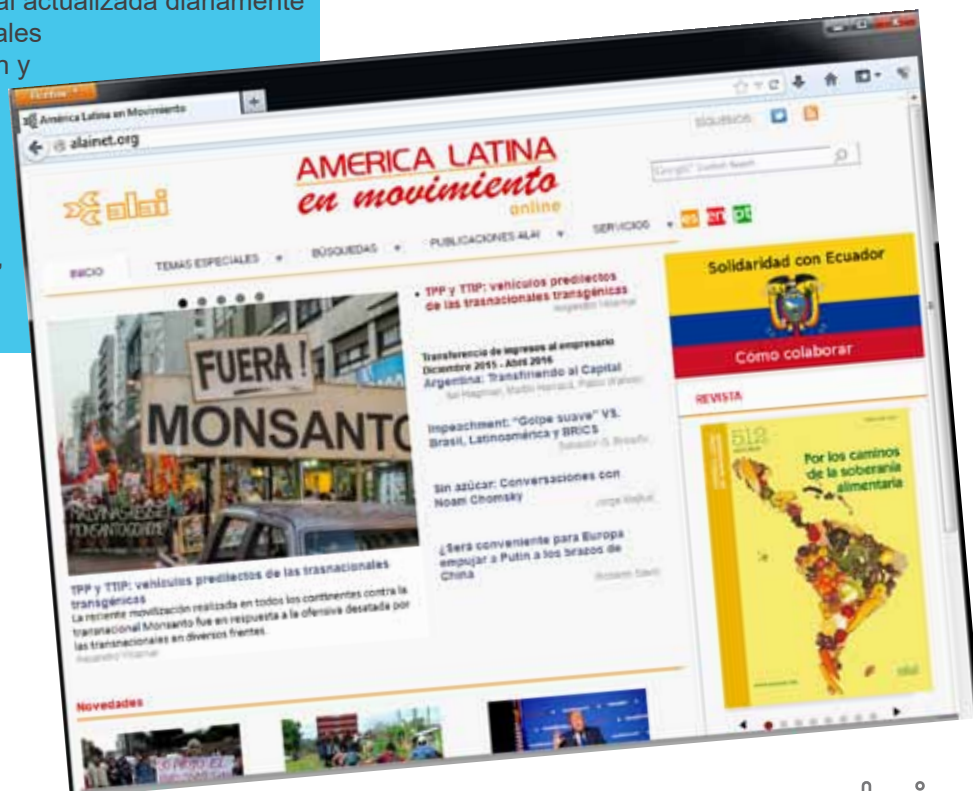 al actualizada diariamente
ales
n y
América Latina en Movimiento
alainet.org
SÍGUENOS
alai
AMERICA LATINA
en movimiento
online
es en pt
INICIO
TEMAS ESPECIALES
BÚSQUEDAS
PUBLICACIONES ALAI
SERVICIOS
FUERA!
MONSANTO
TPP y TTIP: vehículos predilectos de las trasnacionales
transgénicas
La reciente movilización realizada en todos los continentes contra la
transnacional Monsanto fue en respuesta a la ofensiva desatada por
las transnacionales en diversos frentes.
TPP y TTIP: vehículos predilectos
de las trasnacionales transgénicas
Transferencia de ingresos al empresario
Diciembre 2015 - Abril 2016
Argentina: Transfiriendo al Capital
Impeachment: "Golpe suave" VS.
Brasil, Latinoamérica y BRICS
Sin azúcar: Conversaciones con
Noam Chomsky
¿Será conveniente para Europa
empujar a Putin a los brazos de
China
Solidaridad con Ecuador
Cómo colaborar
REVISTA
512
Por los caminos
de la soberanía
alimentaria
Novedades